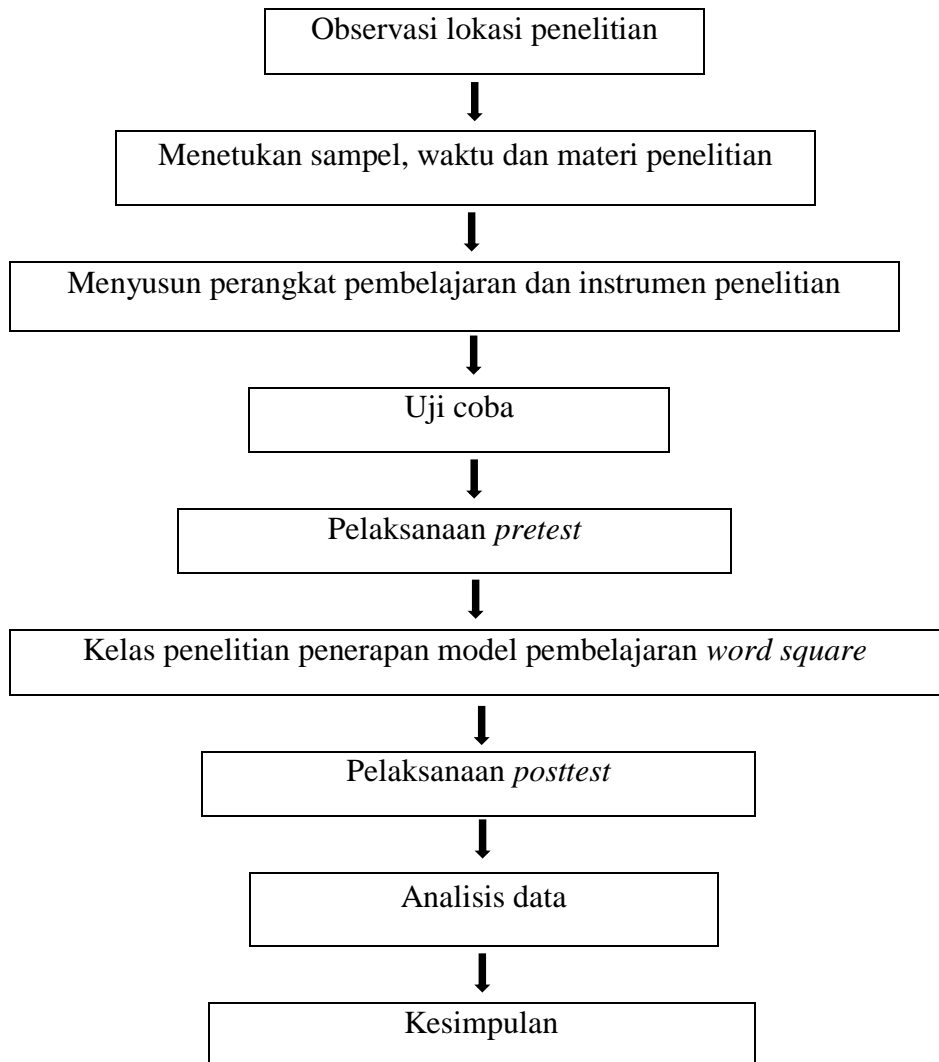 Observasi lokasi penelitian
Menetukan sampel, waktu dan materi penelitian
Menyusun perangkat pembelajaran dan instrumen penelitian
Uji coba
Pelaksanaan pretest
Kelas penelitian penerapan model pembelajaran word square
Pelaksanaan posttest
Analisis data
Kesimpulan